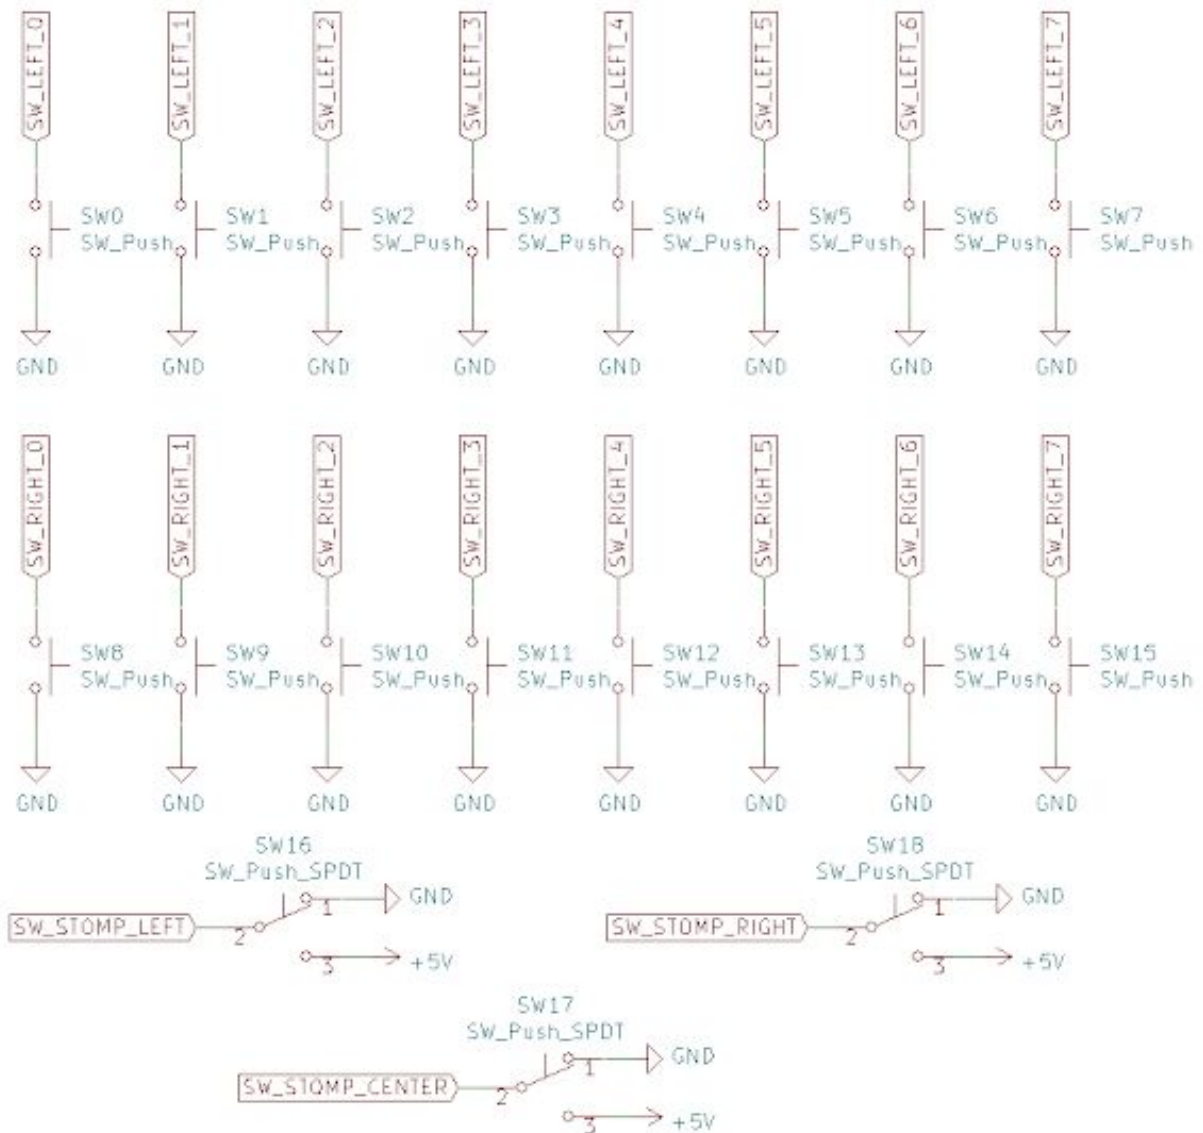 SW_LEFT_0 SW_LEFT_1 SW_LEFT_2 SW_LEFT_3 SW_LEFT_4 SW_LEFT_5 SW_LEFT_6 SW_LEFT_7
SW0 SW1 SW2 SW3 SW4 SW5 SW6 SW7
SW_Push SW_Push SW_Push SW_Push SW_Push SW_Push SW_Push SW_Push
GND GND GND GND GND GND GND GND
SW_RIGHT_0 SW_RIGHT_1 SW_RIGHT_2 SW_RIGHT_3 SW_RIGHT_4 SW_RIGHT_5 SW_RIGHT_6 SW_RIGHT_7
SW8 SW9 SW10 SW11 SW12 SW13 SW14 SW15
SW_Push SW_Push SW_Push SW_Push SW_Push SW_Push SW_Push SW_Push
GND GND GND GND GND GND GND GND
SW16 SW18
SW_Push_SPDT SW_Push_SPDT
1 GND 1 GND
SW_STOMP_LEFT 2 SW_STOMP_RIGHT 2
3 +5V 3 +5V
SW17
SW_Push_SPDT
1 GND
SW_STOMP_CENTER 2
3 +5V